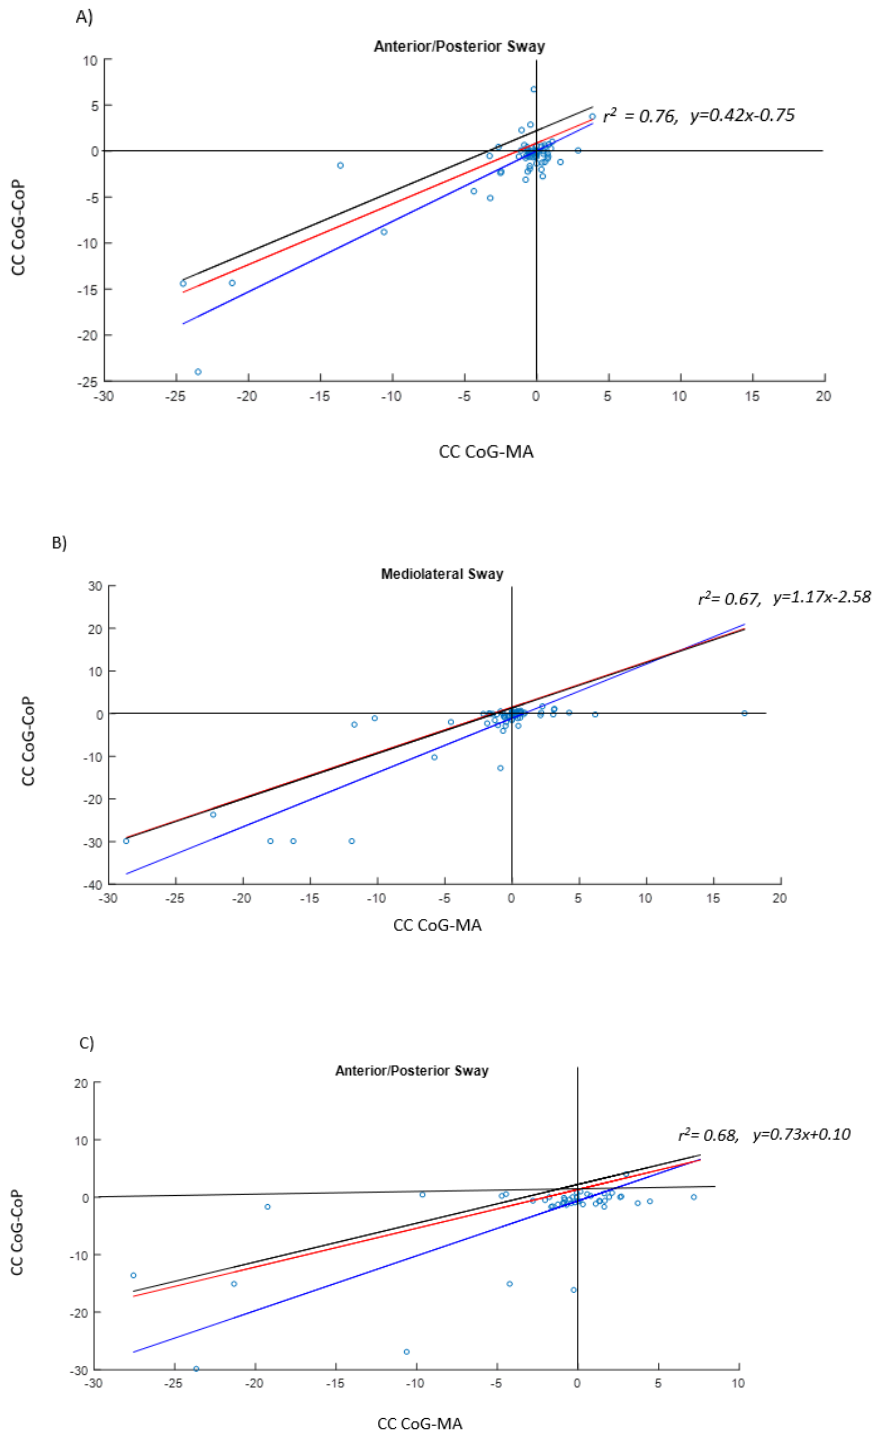 A)
Anterior/Posterior Sway
10
5
r² = 0.76, y=0.42x-0.75
0
-5
CC CoG-CoP
-10
-15
-20
-25
-30 -25 -20 -15 -10 -5 0 5 10 15 20
CC CoG-MA
B)
Mediolateral Sway
30
r²= 0.67, y=1.17x-2.58
20
10
0
CC CoG-CoP
-10
-20
-30
-40
-30 -25 -20 -15 -10 -5 0 5 10 15 20
CC CoG-MA
C)
Anterior/Posterior Sway
20
10
r²= 0.68, y=0.73x+0.10
0
CC CoG-CoP
-10
-20
-30
-30 -25 -20 -15 -10 -5 0 5 10
CC CoG-MA